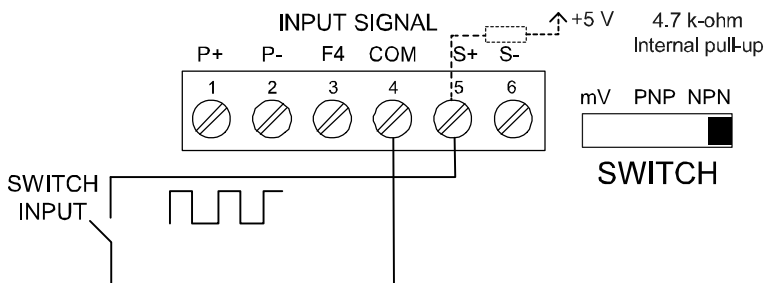 INPUT SIGNAL
+5 V
4.7 k-ohm
Internal pull-up
P+ P- F4 COM S+ S-
1 2 3 4 5 6
mV PNP NPN
SWITCH
SWITCH
INPUT